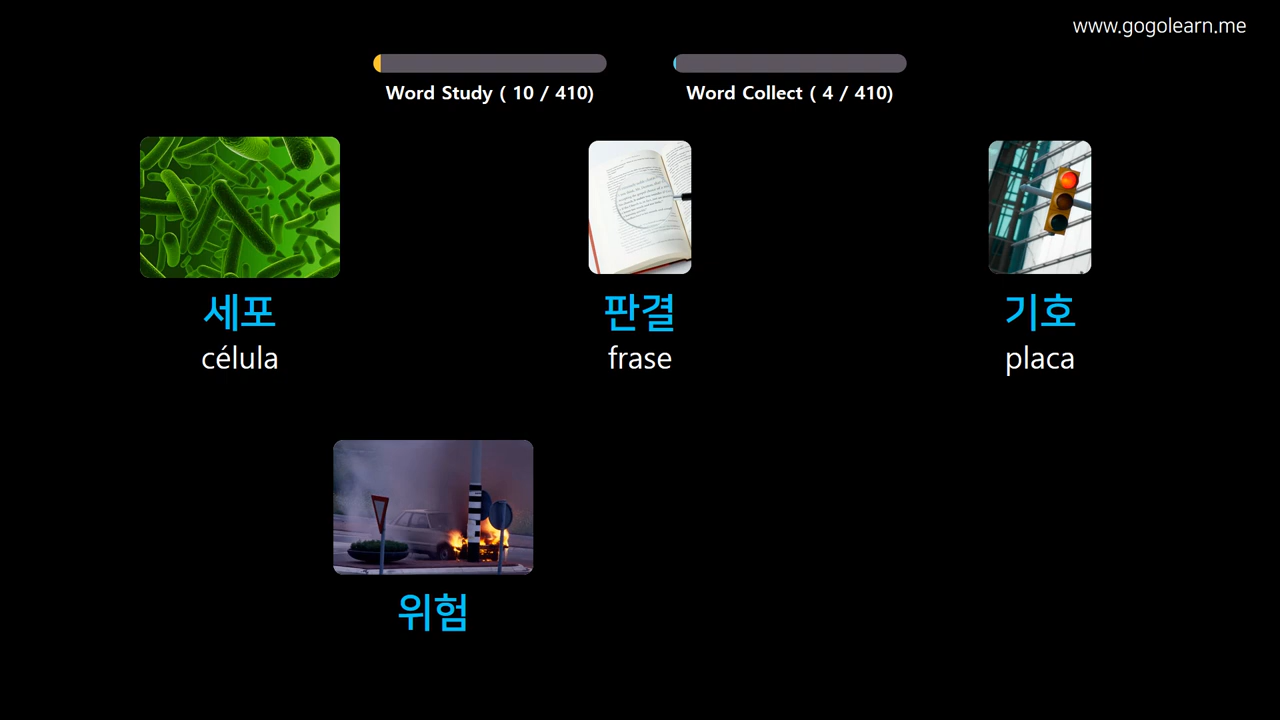 www.gogolearn.me
Word Study ( 10 / 410)
Word Collect ( 4 / 410)
세포
célula
판결
frase
기호
placa
위험